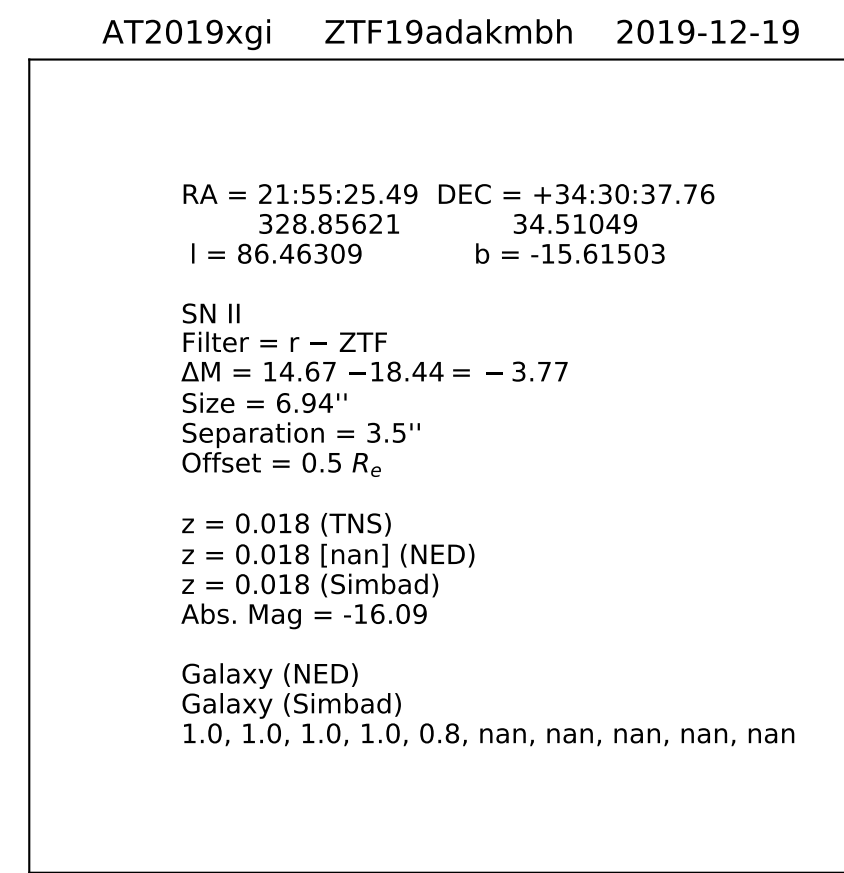 AT2019xgi ZTF19adakmbh 2019-12-19
RA = 21:55:25.49 DEC = +34:30:37.76
328.85621 34.51049
l = 86.46309 b = -15.61503
SN II
Filter = r − ZTF
ΔM = 14.67 −18.44 = − 3.77
Size = 6.94''
Separation = 3.5''
Offset = 0.5 Re
z = 0.018 (TNS)
z = 0.018 [nan] (NED)
z = 0.018 (Simbad)
Abs. Mag = -16.09
Galaxy (NED)
Galaxy (Simbad)
1.0, 1.0, 1.0, 1.0, 0.8, nan, nan, nan, nan, nan